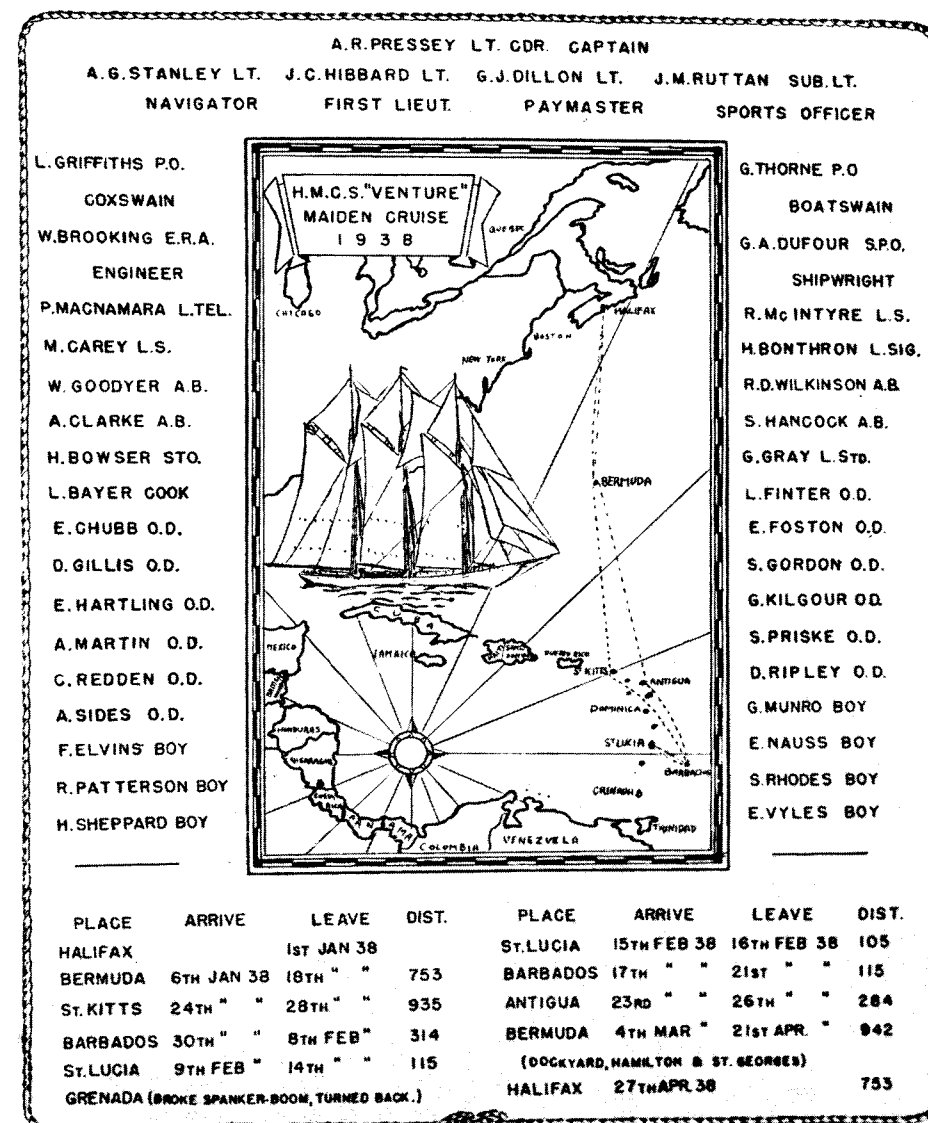 A.R.PRESSEY LT. CDR. CAPTAIN
A.G.STANLEY LT. J.C.HIBBARD LT. G.J.DILLON LT. J.M.RUTTAN SUB.LT.
NAVIGATOR FIRST LIEUT. PAYMASTER SPORTS OFFICER
L.GRIFFITHS P.O.
COXSWAIN
W.BROOKING E.R.A.
ENGINEER
P.MACNAMARA L.TEL.
M.CAREY L.S.
W.GOODYER A.B.
A.CLARKE A.B.
H.BOWSER STO.
L.BAYER COOK
E.CHUBB O.D.
D.GILLIS O.D.
E.HARTLING O.D.
A.MARTIN O.D.
C.REDDEN O.D.
A.SIDES O.D.
F.ELVINS BOY
R.PATTERSON BOY
H.SHEPPARD BOY
H.M.C.S."VENTURE"
MAIDEN CRUISE
1938
QUEBEC
CHICAGO
HALIFAX
BOSTON
NEW YORK
BERMUDA
CUBA
MEXICO
JAMAICA
PUERTO RICO
ST.KITTS
ANTIGUA
DOMINICA
HONDURAS
ST.LUCIA
NICARAGUA
BARBADOS
GRENADA
COSTA RICA
PANAMA
TRINIDAD
COLOMBIA
VENEZUELA
G.THORNE P.O
BOATSWAIN
G.A.DUFOUR S.P.O.
SHIPWRIGHT
R.McINTYRE L.S.
H.BONTHRON L.SIG.
R.D.WILKINSON A.B.
S.HANCOCK A.B.
G.GRAY L.STD.
L.FINTER O.D.
E.FOSTON O.D.
S.GORDON O.D.
G.KILGOUR O.D.
S.PRISKE O.D.
D.RIPLEY O.D.
G.MUNRO BOY
E.NAUSS BOY
S.RHODES BOY
E.VYLES BOY
PLACE ARRIVE LEAVE DIST.
HALIFAX 1ST JAN 38
BERMUDA 6TH JAN 38 18TH " " 753
ST.KITTS 24TH " " 28TH " " 935
BARBADOS 30TH " " 8TH FEB " 314
ST.LUCIA 9TH FEB " 14TH " " 115
GRENADA (BROKE SPANKER-BOOM, TURNED BACK.)
PLACE ARRIVE LEAVE DIST.
ST.LUCIA 15TH FEB 38 16TH FEB 38 105
BARBADOS 17TH " " 21ST " " 115
ANTIGUA 23RD " " 26TH " " 284
BERMUDA 4TH MAR " 21ST APR. " 942
(DOCKYARD, HAMILTON & ST. GEORGES)
HALIFAX 27TH APR. 38 753